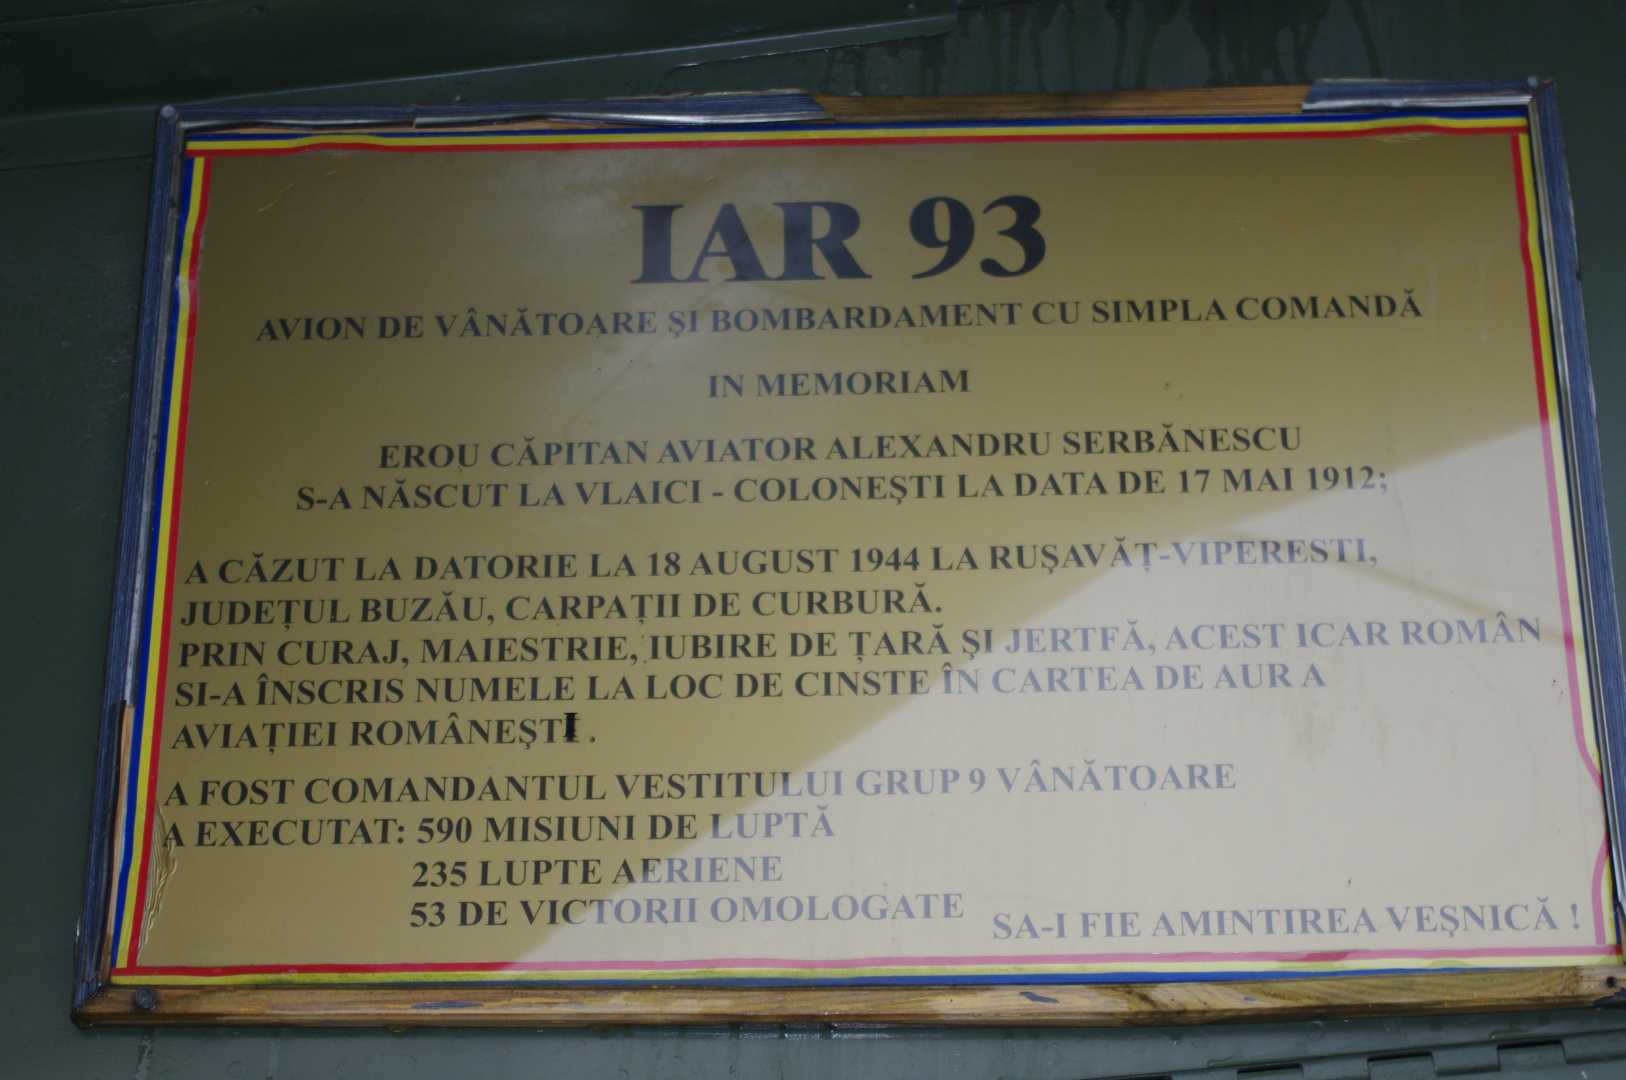 IAR 93
AVION DE VÂNĂTOARE ŞI BOMBARDAMENT CU SIMPLA COMANDĂ
IN MEMORIAM
EROU CĂPITAN AVIATOR ALEXANDRU SERBĂNESCU
S-A NĂSCUT LA VLAICI - COLONEŞTI LA DATA DE 17 MAI 1912;
A CĂZUT LA DATORIE LA 18 AUGUST 1944 LA RUŞAVĂŢ-VIPERESTI,
JUDEŢUL BUZĂU, CARPAŢII DE CURBURĂ.
PRIN CURAJ, MAIESTRIE, IUBIRE DE ŢARĂ ŞI JERTFĂ, ACEST ICAR ROMÂN
SI-A ÎNSCRIS NUMELE LA LOC DE CINSTE ÎN CARTEA DE AUR A
AVIAŢIEI ROMÂNEŞTI.
A FOST COMANDANTUL VESTITULUI GRUP 9 VÂNĂTOARE
A EXECUTAT: 590 MISIUNI DE LUPTĂ
235 LUPTE AERIENE
53 DE VICTORII OMOLOGATE
SA-I FIE AMINTIREA VEŞNICĂ !